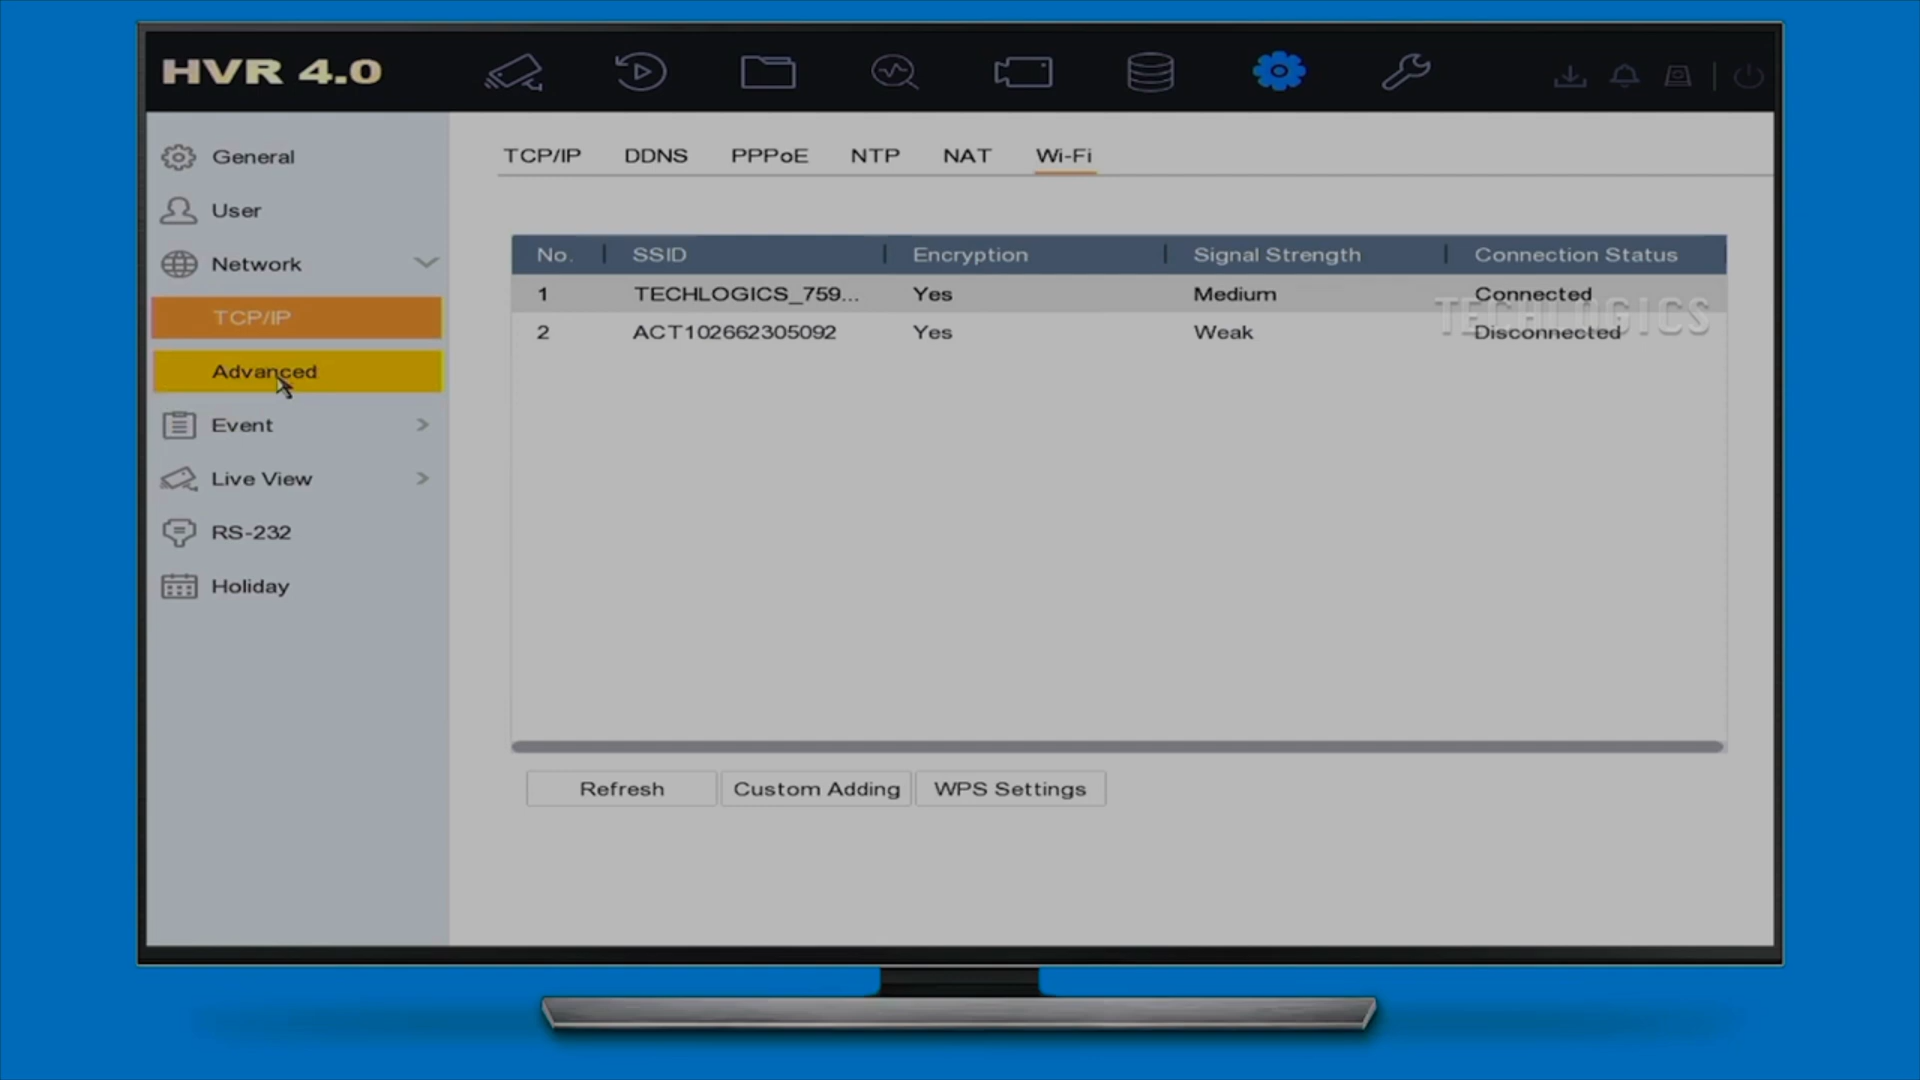 HVR 4.0
General
User
Network
TCP/IP
Advanced
Event
Live View
RS-232
Holiday
TCP/IP DDNS PPPoE NTP NAT Wi-Fi
No. SSID Encryption Signal Strength Connection Status
1 TECHLOGICS_759... Yes Medium Connected
2 ACT102662305092 Yes Weak Disconnected
TECHLOGICS
Refresh Custom Adding WPS Settings